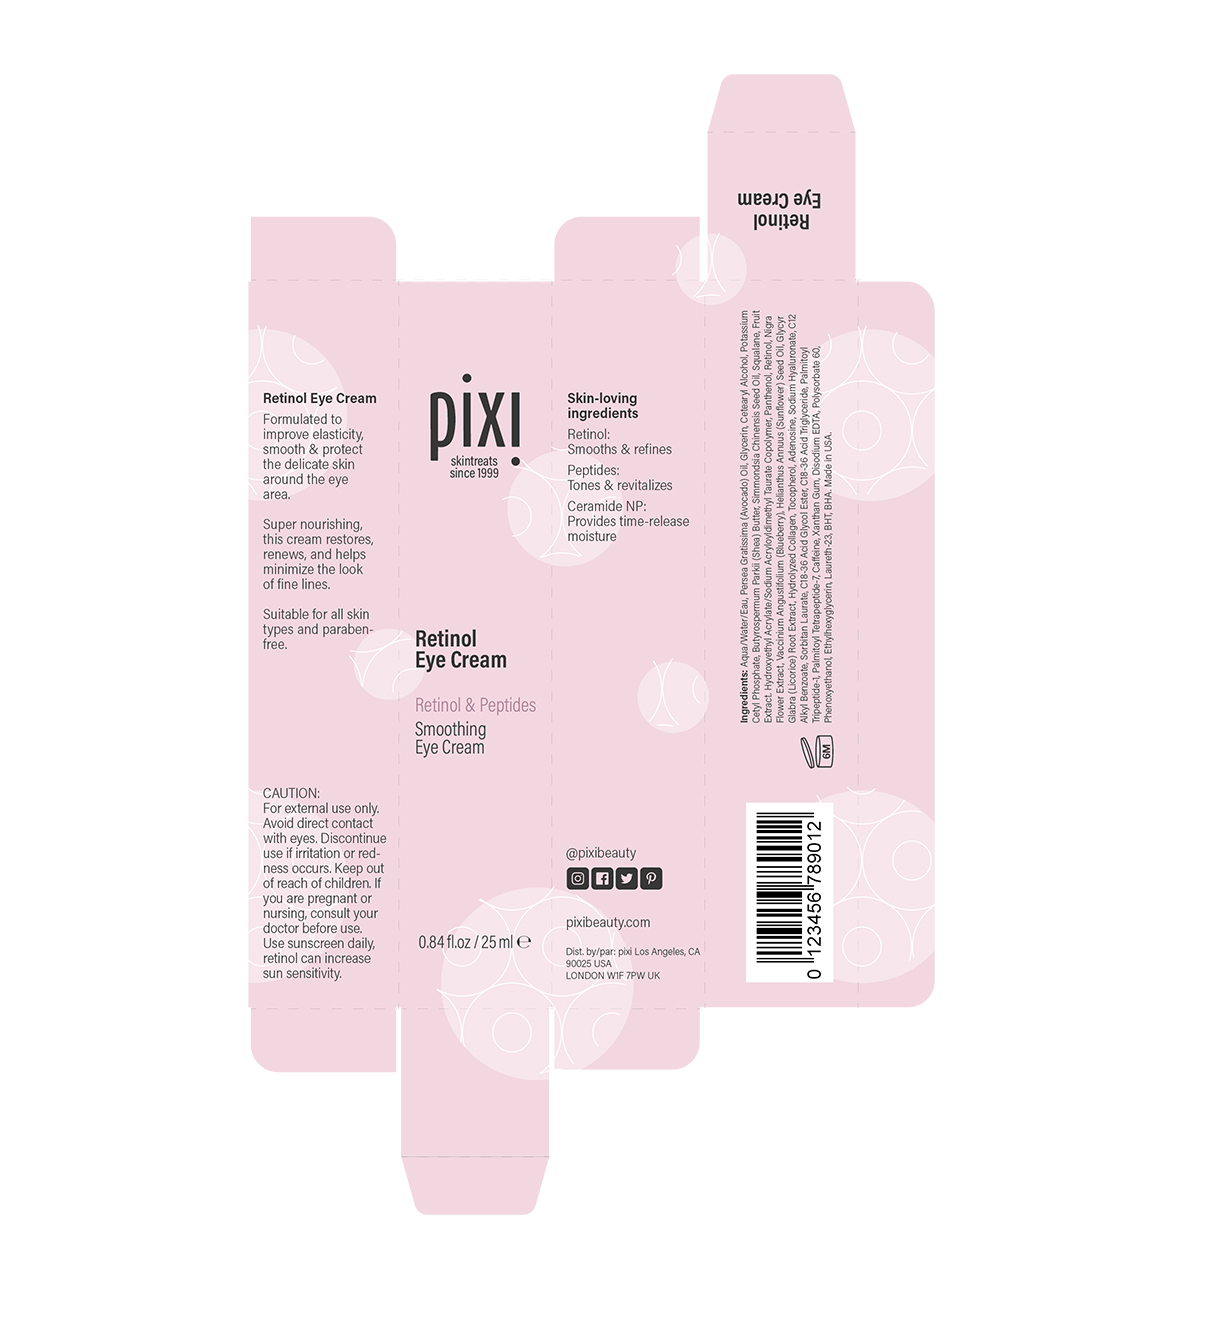 Retinol
Eye Cream
Retinol Eye Cream
Formulated to
improve elasticity,
smooth & protect
the delicate skin
around the eye
area.
Super nourishing,
this cream restores,
renews, and helps
minimize the look
of fine lines.
Suitable for all skin
types and paraben-
free.
CAUTION:
For external use only.
Avoid direct contact
with eyes. Discontinue
use if irritation or red-
ness occurs. Keep out
of reach of children. If
you are pregnant or
nursing, consult your
doctor before use.
Use sunscreen daily,
retinol can increase
sun sensitivity.
pixi
skintreats
since 1999
Retinol
Eye Cream
Retinol & Peptides
Smoothing
Eye Cream
0.84 fl.oz / 25 ml ℮
Skin-loving
ingredients
Retinol:
Smooths & refines
Peptides:
Tones & revitalizes
Ceramide NP:
Provides time-release
moisture
@pixibeauty
pixibeauty.com
Dist. by/par: pixi Los Angeles, CA
90025 USA
LONDON W1F 7PW UK
Ingredients: Aqua/Water/Eau, Persea Gratissima (Avocado) Oil, Glycerin, Cetearyl Alcohol, Potassium
Cetyl Phosphate, Butyrospermum Parkii (Shea) Butter, Simmondsia Chinensis Seed Oil, Squalane, Fruit
Extract. Hydroxyethyl Acrylate/Sodium Acryloyldimethyl Taurate Copolymer, Panthenol, Retinol, Nigra
Flower Extract, Vaccinium Angustifolium (Blueberry), Helianthus Annuus (Sunflower) Seed Oil, Glycyr
Glabra (Licorice) Root Extract, Hydrolyzed Collagen, Tocopherol, Adenosine, Sodium Hyaluronate, C12
Alkyl Benzoate, Sorbitan Laurate, C18-36 Acid Glycol Ester, C18-36 Acid Triglyceride, Palmitoyl
Tripeptide-1, Palmitoyl Tetrapeptide-7, Caffeine, Xanthan Gum, Disodium EDTA, Polysorbate 60,
Phenoxyethanol, Ethylhexyglycerin, Laureth-23, BHT, BHA. Made in USA.
6M
0 123456 789012